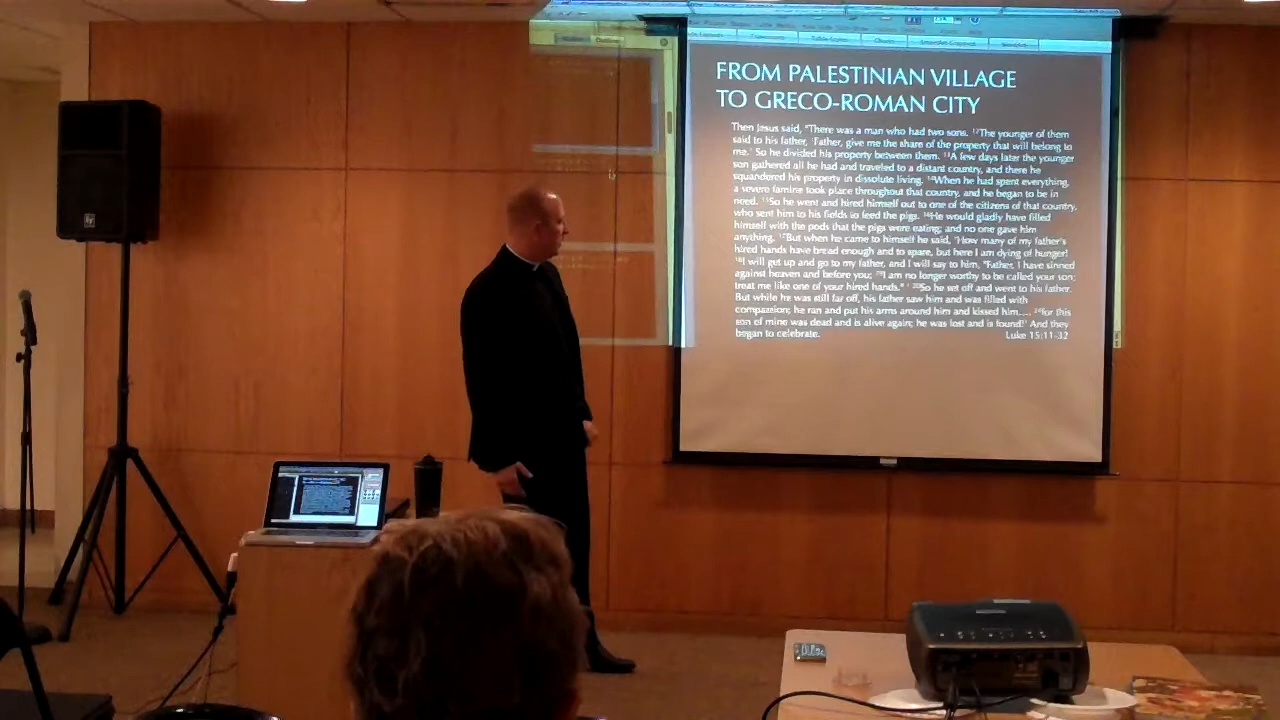 FROM PALESTINIAN VILLAGE
TO GRECO-ROMAN CITY
Then Jesus said, "There was a man who had two sons. 12The younger of them
said to his father, 'Father, give me the share of the property that will belong to
me.' So he divided his property between them. 13A few days later the younger
son gathered all he had and traveled to a distant country, and there he
squandered his property in dissolute living. 14When he had spent everything,
a severe famine took place throughout that country, and he began to be in
need. 15So he went and hired himself out to one of the citizens of that country,
who sent him to his fields to feed the pigs. 16He would gladly have filled
himself with the pods that the pigs were eating; and no one gave him
anything. 17But when he came to himself he said, 'How many of my father's
hired hands have bread enough and to spare, but here I am dying of hunger!
18I will get up and go to my father, and I will say to him, "Father, I have sinned
against heaven and before you; 19I am no longer worthy to be called your son;
treat me like one of your hired hands." ' 20So he set off and went to his father.
But while he was still far off, his father saw him and was filled with
compassion; he ran and put his arms around him and kissed him.... 24for this
son of mine was dead and is alive again; he was lost and is found!' And they
began to celebrate. Luke 15:11-32